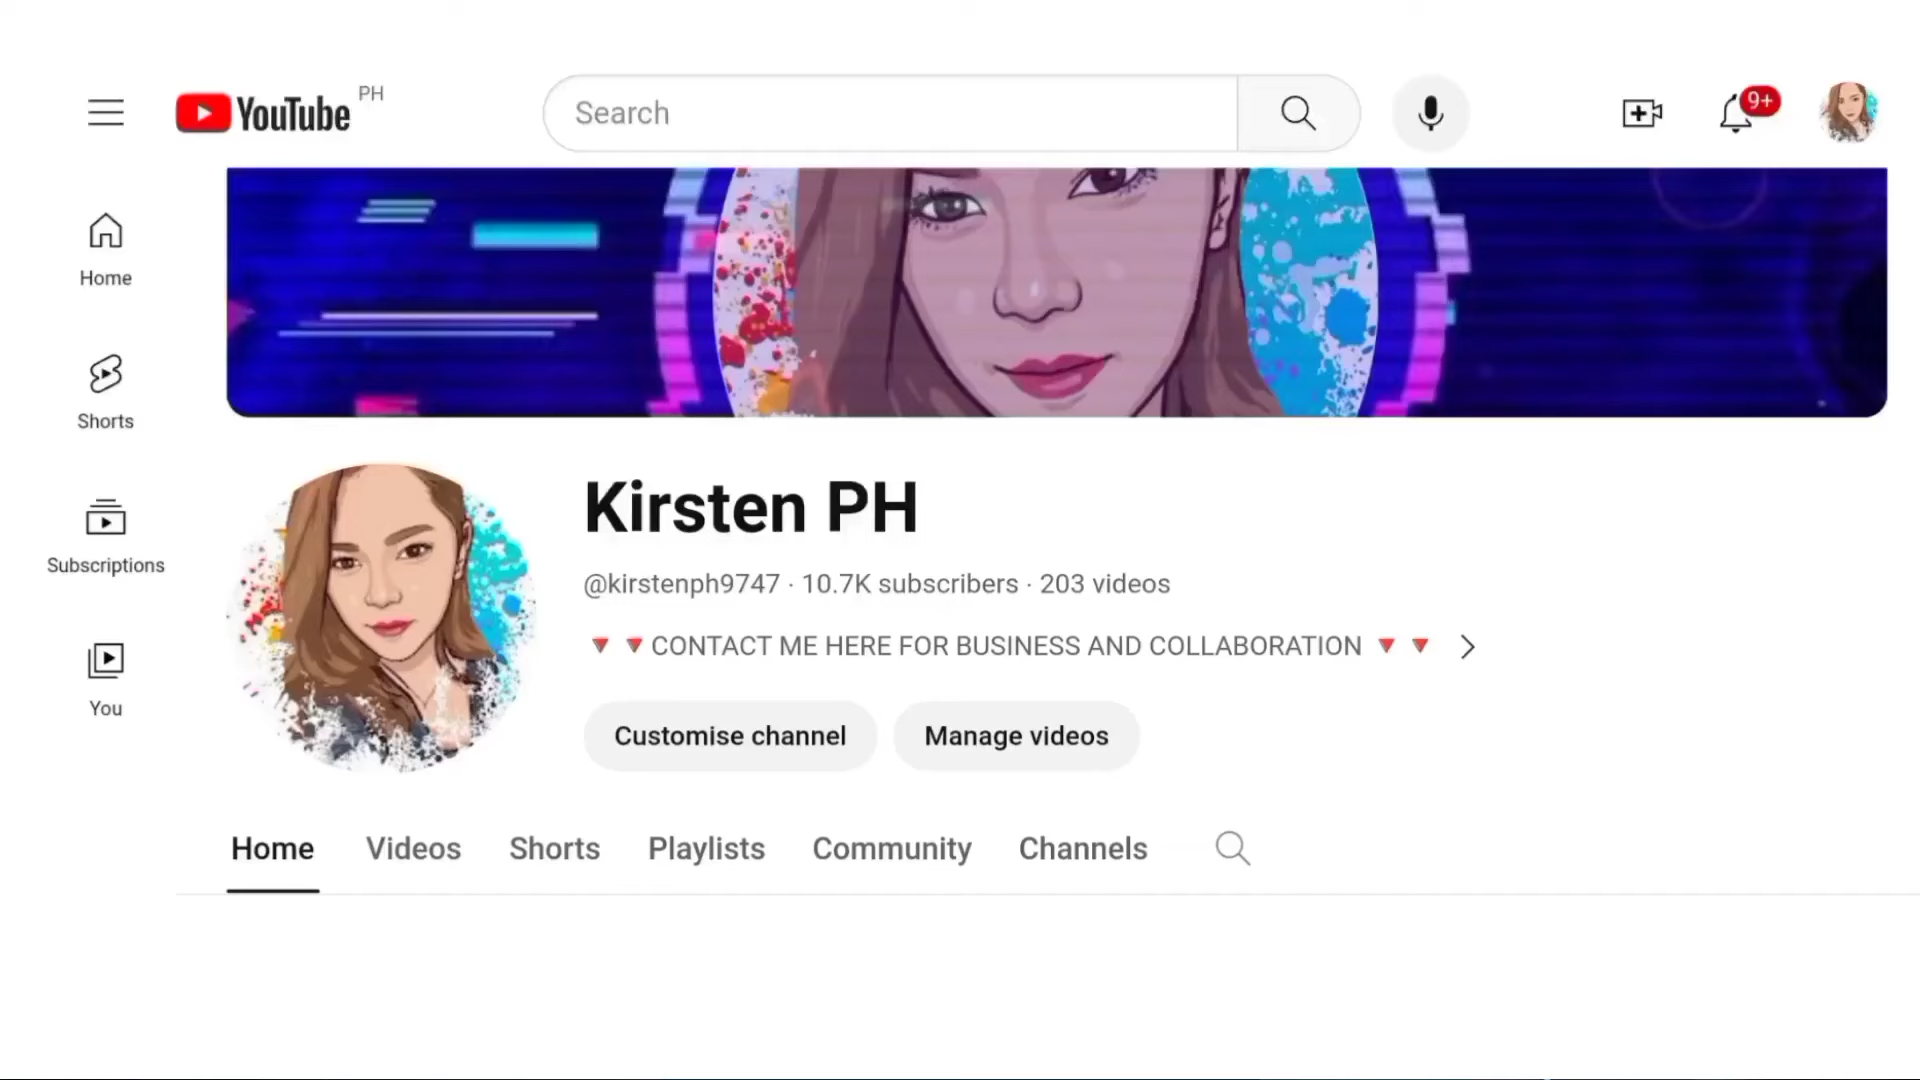 YouTube PH
Search
9+
Home
Shorts
Subscriptions
You
Kirsten PH
@kirstenph9747 · 10.7K subscribers · 203 videos
🔻 🔻CONTACT ME HERE FOR BUSINESS AND COLLABORATION 🔻 🔻
Customise channel Manage videos
Home Videos Shorts Playlists Community Channels